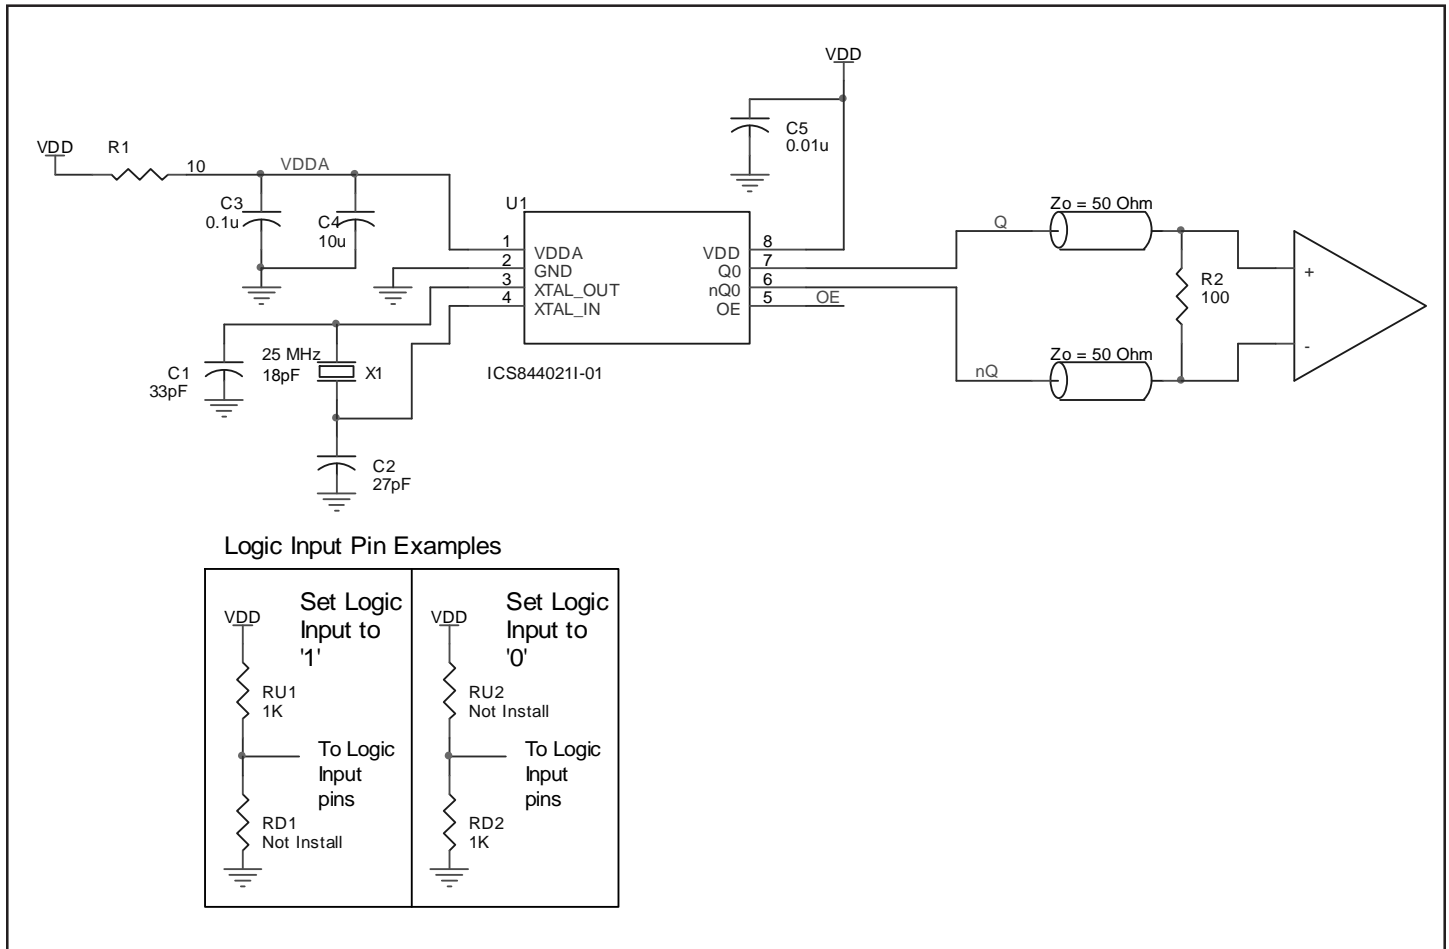 VDD
C5
0.01u
VDD
R1
10
VDDA
C3
0.1u
C4
10u
U1
1
2
3
4
VDDA
GND
XTAL_OUT
XTAL_IN
VDD
Q0
nQ0
OE
8
7
6
5
OE
ICS844021I-01
Q
Zo = 50 Ohm
R2
100
+
-
nQ
Zo = 50 Ohm
C1
33pF
25 MHz
18pF
X1
C2
27pF
Logic Input Pin Examples
VDD
Set Logic
Input to
'1'
RU1
1K
To Logic
Input
pins
RD1
Not Install
VDD
Set Logic
Input to
'0'
RU2
Not Install
To Logic
Input
pins
RD2
1K